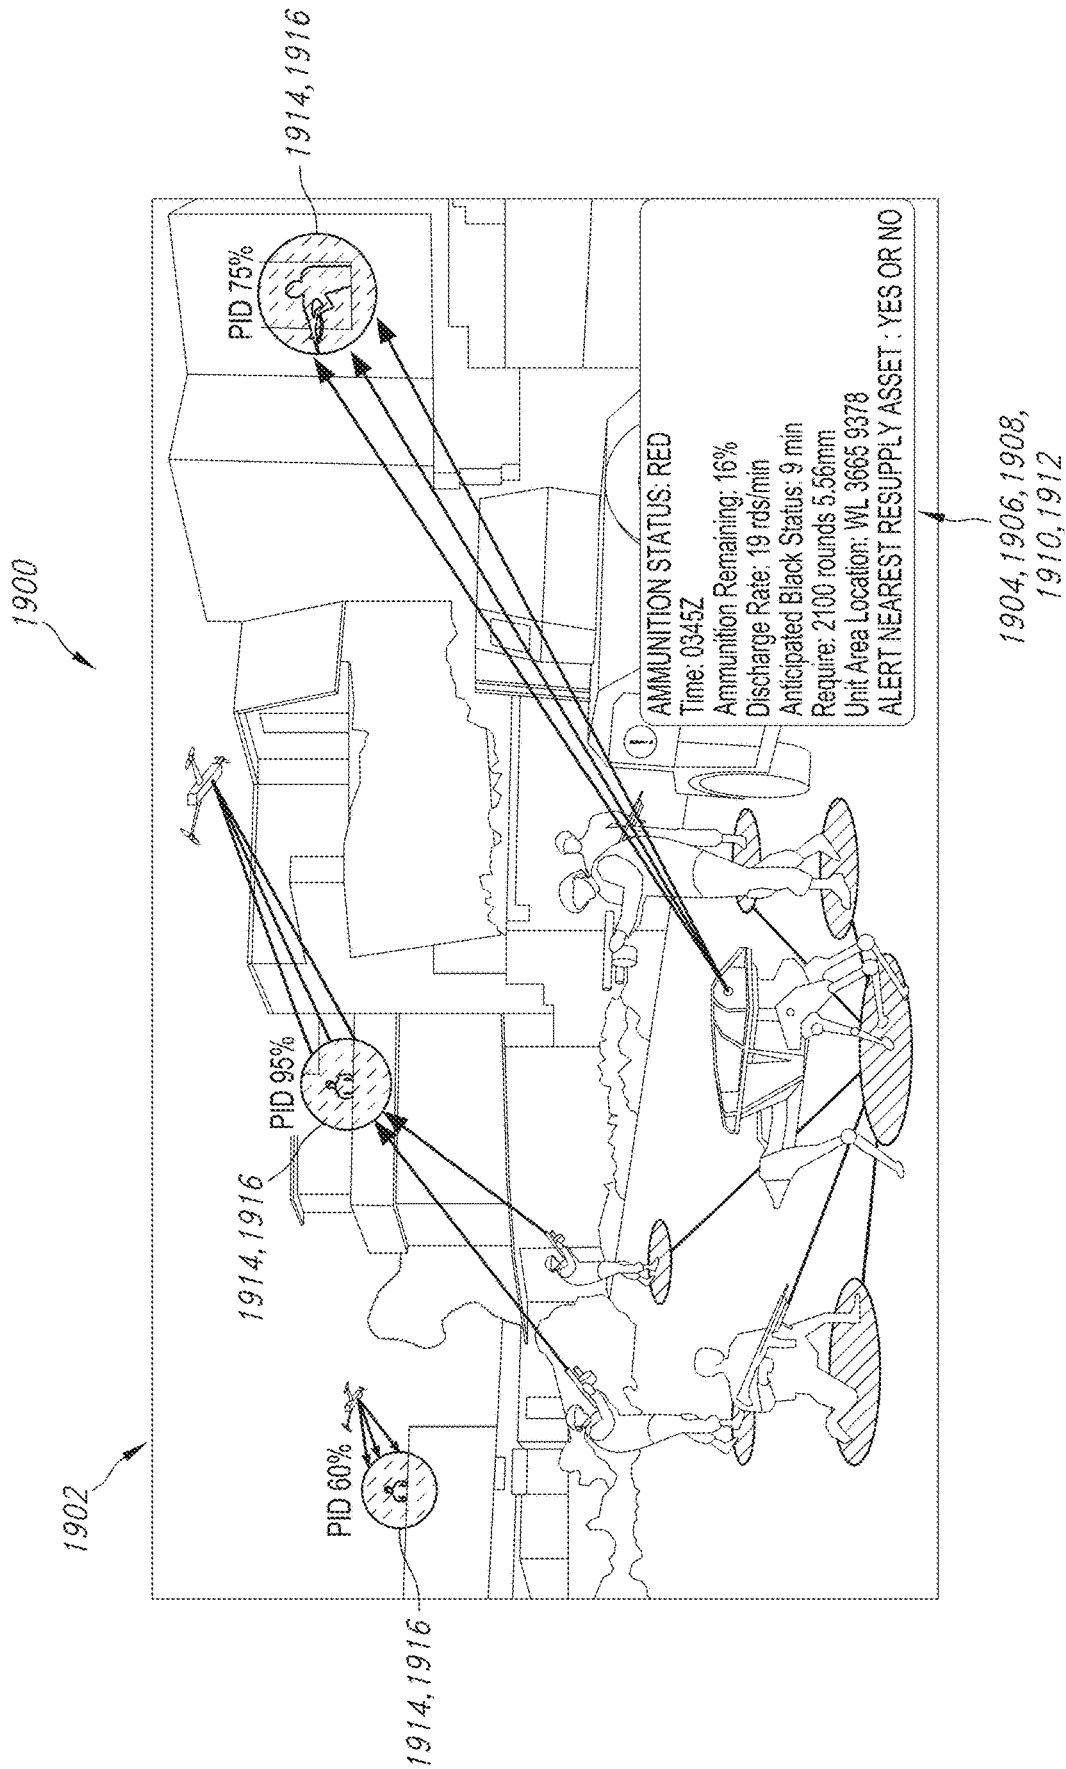 1900
1902
1914,1916
PID 60%
1914,1916
PID 95%
PID 75%
1914,1916
AMMUNITION STATUS: RED
Time: 0345Z
Ammunition Remaining: 16%
Discharge Rate: 19 rds/min
Anticipated Black Status: 9 min
Require: 2100 rounds 5.56mm
Unit Area Location: WL 3665 9378
ALERT NEAREST RESUPPLY ASSET : YES OR NO
!
1904,1906,1908,
1910,1912